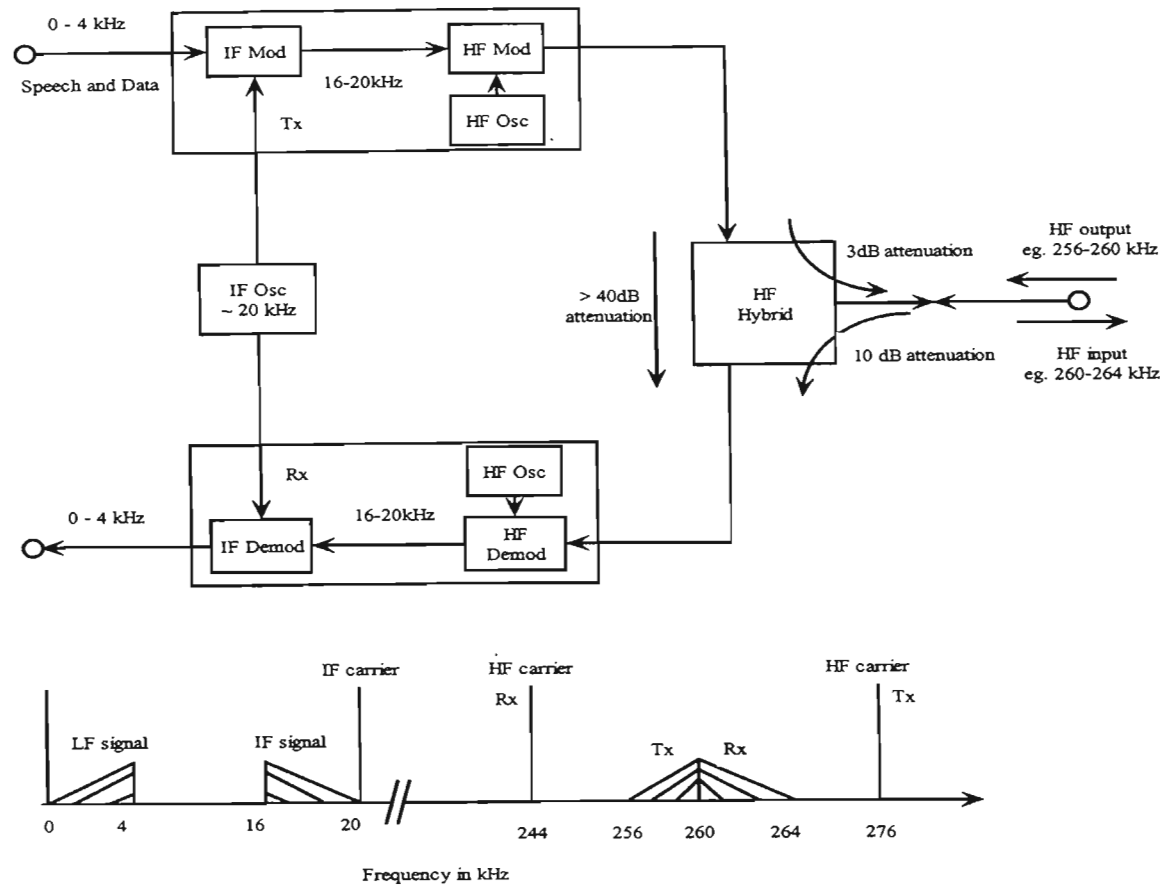 0 - 4 kHz
Speech and Data
IF Mod
16-20kHz
HF Mod
HF Osc
Tx
IF Osc
~ 20 kHz
> 40dB
attenuation
HF
Hybrid
3dB attenuation
10 dB attenuation
HF output
eg. 256-260 kHz
HF input
eg. 260-264 kHz
Rx
HF Osc
0 - 4 kHz
IF Demod
16-20kHz
HF
Demod
IF carrier
HF carrier
Rx
HF carrier
Tx
LF signal
IF signal
Tx
Rx
0
4
16
20
244
256
260
264
276
Frequency in kHz